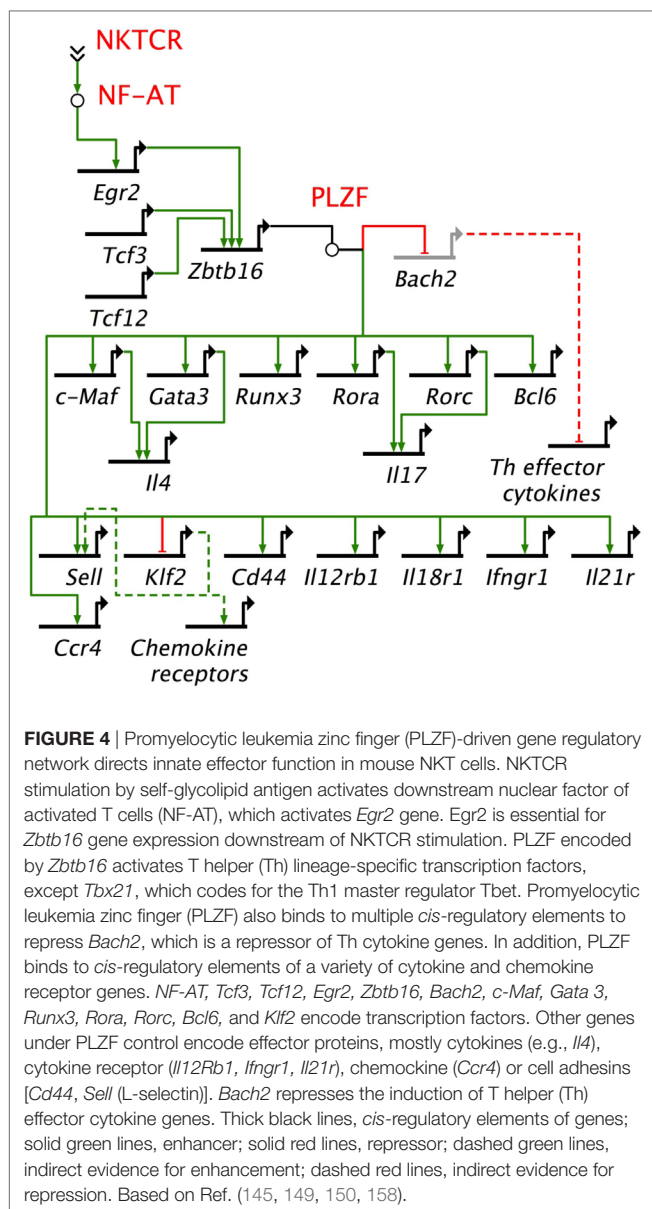 NKTCR
NF-AT
Egr2
PLZF
Tcf3
Zbtb16
Bach2
Tcf12
c-Maf Gata3 Runx3 Rora Rorc Bcl6
Il4 Il17 Th effector
cytokines
Sell Klf2 Cd44 Il12rb1 Il18r1 Ifngr1 Il21r
Ccr4 Chemokine
receptors
FIGURE 4 | Promyelocytic leukemia zinc finger (PLZF)-driven gene regulatory
network directs innate effector function in mouse NKT cells. NKTCR
stimulation by self-glycolipid antigen activates downstream nuclear factor of
activated T cells (NF-AT), which activates Egr2 gene. Egr2 is essential for
Zbtb16 gene expression downstream of NKTCR stimulation. PLZF encoded
by Zbtb16 activates T helper (Th) lineage-specific transcription factors,
except Tbx21, which codes for the Th1 master regulator Tbet. Promyelocytic
leukemia zinc finger (PLZF) also binds to multiple cis-regulatory elements to
repress Bach2, which is a repressor of Th cytokine genes. In addition, PLZF
binds to cis-regulatory elements of a variety of cytokine and chemokine
receptor genes. NF-AT, Tcf3, Tcf12, Egr2, Zbtb16, Bach2, c-Maf, Gata 3,
Runx3, Rora, Rorc, Bcl6, and Klf2 encode transcription factors. Other genes
under PLZF control encode effector proteins, mostly cytokines (e.g., Il4),
cytokine receptor (Il12Rb1, Ifngr1, Il21r), chemockine (Ccr4) or cell adhesins
[Cd44, Sell (L-selectin)]. Bach2 represses the induction of T helper (Th)
effector cytokine genes. Thick black lines, cis-regulatory elements of genes;
solid green lines, enhancer; solid red lines, repressor; dashed green lines,
indirect evidence for enhancement; dashed red lines, indirect evidence for
repression. Based on Ref. (145, 149, 150, 158).